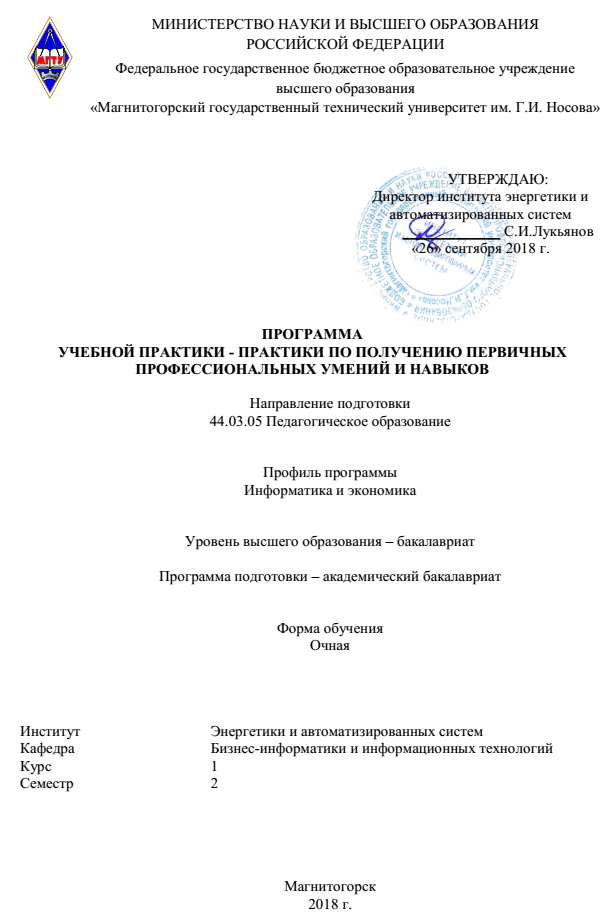 МИНИСТЕРСТВО НАУКИ И ВЫСШЕГО ОБРАЗОВАНИЯ
РОССИЙСКОЙ ФЕДЕРАЦИИ
Федеральное государственное бюджетное образовательное учреждение
высшего образования
«Магнитогорский государственный технический университет им. Г.И. Носова»
МГТУ
УТВЕРЖДАЮ:
Директор института энергетики и
автоматизированных систем
С.И.Лукьянов
«26» сентября 2018 г.
ПРОГРАММА
УЧЕБНОЙ ПРАКТИКИ - ПРАКТИКИ ПО ПОЛУЧЕНИЮ ПЕРВИЧНЫХ
ПРОФЕССИОНАЛЬНЫХ УМЕНИЙ И НАВЫКОВ
Направление подготовки
44.03.05 Педагогическое образование
Профиль программы
Информатика и экономика
Уровень высшего образования – бакалавриат
Программа подготовки – академический бакалавриат
Форма обучения
Очная
Институт Энергетики и автоматизированных систем
Кафедра Бизнес-информатики и информационных технологий
Курс 1
Семестр 2
Магнитогорск
2018 г.